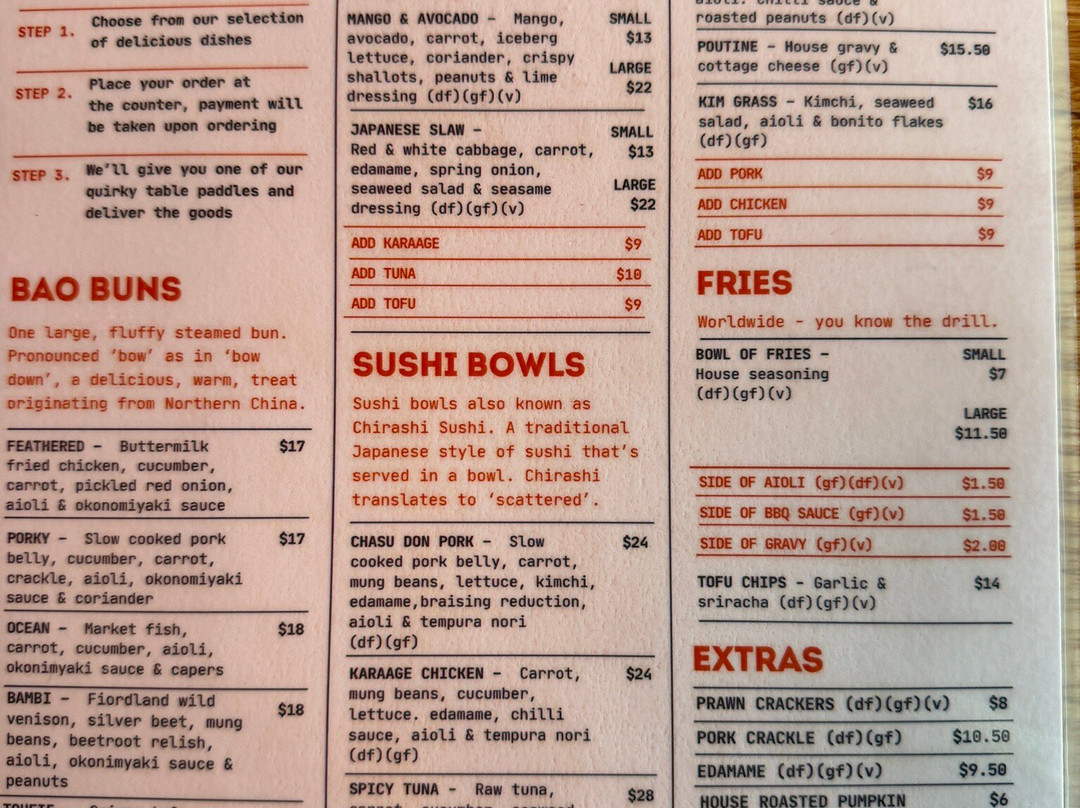 STEP 1.
Choose from our selection
of delicious dishes
STEP 2.
Place your order at
the counter, payment will
be taken upon ordering
STEP 3.
We'll give you one of our
quirky table paddles and
deliver the goods
BAO BUNS
One large, fluffy steamed bun.
Pronounced 'bow' as in 'bow
down', a delicious, warm, treat
originating from Northern China.
FEATHERED - Buttermilk $17
fried chicken, cucumber,
carrot, pickled red onion,
aioli & okonomiyaki sauce
PORKY - Slow cooked pork $17
belly, cucumber, carrot,
crackle, aioli, okonomiyaki
sauce & coriander
OCEAN - Market fish, $18
carrot, cucumber, aioli,
okonimyaki sauce & capers
BAMBI - Fiordland wild $18
venison, silver beet, mung
beans, beetroot relish,
aioli, okonimyaki sauce &
peanuts
MANGO & AVOCADO - Mango, SMALL
avocado, carrot, iceberg $13
lettuce, coriander, crispy
shallots, peanuts & lime LARGE
dressing (df)(gf)(v) $22
JAPANESE SLAW - SMALL
Red & white cabbage, carrot, $13
edamame, spring onion,
seaweed salad & seasame LARGE
dressing (df)(gf)(v) $22
ADD KARAAGE $9
ADD TUNA $10
ADD TOFU $9
SUSHI BOWLS
Sushi bowls also known as
Chirashi Sushi. A traditional
Japanese style of sushi that's
served in a bowl. Chirashi
translates to 'scattered'.
CHASU DON PORK - Slow $24
cooked pork belly, carrot,
mung beans, lettuce, kimchi,
edamame,braising reduction,
aioli & tempura nori
(df)(gf)
KARAAGE CHICKEN - Carrot, $24
mung beans, cucumber,
lettuce. edamame, chilli
sauce, aioli & tempura nori
(df)(gf)
SPICY TUNA - Raw tuna, $28
roasted peanuts (df)(v)
POUTINE - House gravy & $15.50
cottage cheese (gf)(v)
KIM GRASS - Kimchi, seaweed $16
salad, aioli & bonito flakes
(df)(gf)
ADD PORK $9
ADD CHICKEN $9
ADD TOFU $9
FRIES
Worldwide - you know the drill.
BOWL OF FRIES - SMALL
House seasoning $7
(df)(gf)(v)
LARGE
$11.50
SIDE OF AIOLI (gf)(df)(v) $1.50
SIDE OF BBQ SAUCE (gf)(v) $1.50
SIDE OF GRAVY (gf)(v) $2.00
TOFU CHIPS - Garlic & $14
sriracha (df)(gf)(v)
EXTRAS
PRAWN CRACKERS (df)(gf)(v) $8
PORK CRACKLE (df)(gf) $10.50
EDAMAME (df)(gf)(v) $9.50
HOUSE ROASTED PUMPKIN $6